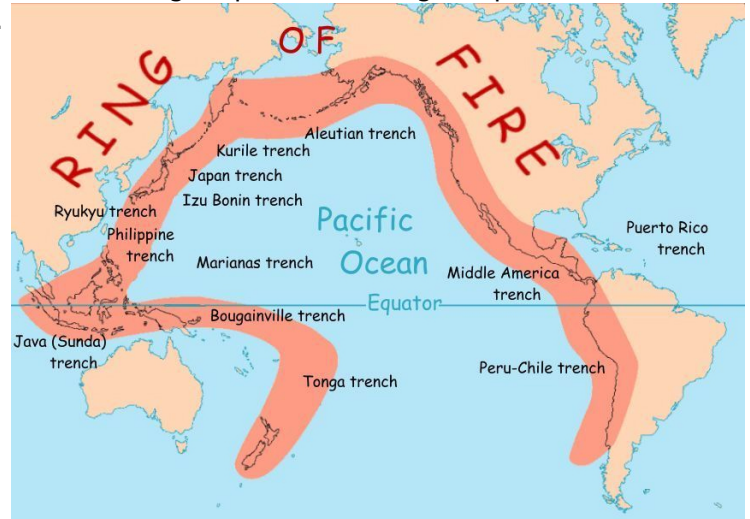 RING
OF
FIRE
Aleutian trench
Kurile trench
Japan trench
Izu Bonin trench
Ryukyu trench
Philippine
trench
Marianas trench
Pacific
Ocean
Puerto Rico
trench
Middle America
trench
Equator
Bougainville trench
Java (Sunda)
trench
Tonga trench
Peru-Chile trench